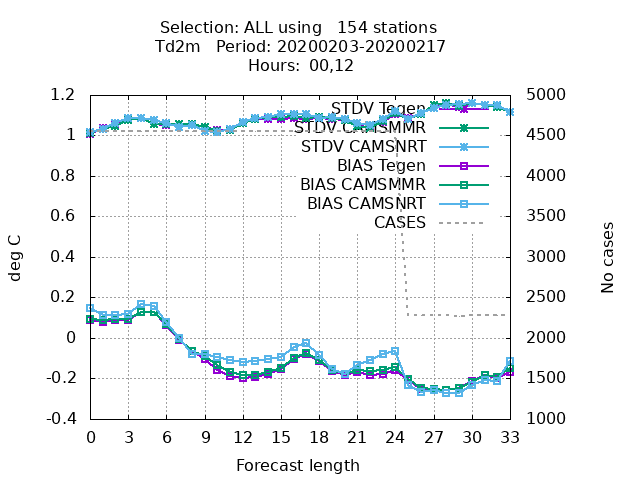 Selection: ALL using   154 stations
Td2m   Period: 20200203-20200217
Hours:  00,12
1.2
1
0.8
0.6
0.4
0.2
0
-0.2
-0.4
deg C
STDV Tegen
STDV CAMSMMR
STDV CAMSNRT
BIAS Tegen
BIAS CAMSMMR
BIAS CAMSNRT
CASES
5000
4500
4000
3500
3000
2500
2000
1500
1000
No cases
0 3 6 9 12 15 18 21 24 27 30 33
Forecast length